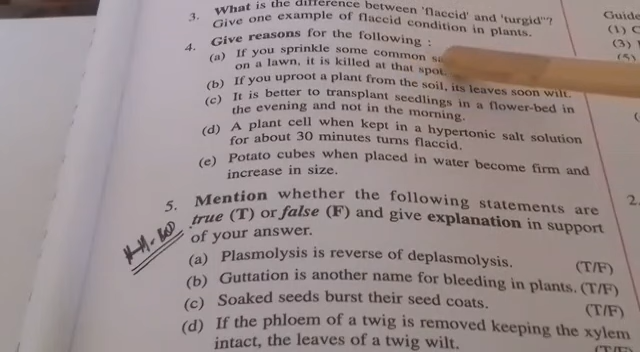 3. What is the difference between 'flaccid' and 'turgid'?
Give one example of flaccid condition in plants.
4. Give reasons for the following :
(a) If you sprinkle some common
on a lawn, it is killed at that spot.
(b) If you uproot a plant from the soil, its leaves soon wilt.
(c) It is better to transplant seedlings in a flower-bed in
the evening and not in the morning.
(d) A plant cell when kept in a hypertonic salt solution
for about 30 minutes turns flaccid.
(e) Potato cubes when placed in water become firm and
increase in size.
5. Mention whether the following statements are
true (T) or false (F) and give explanation in support
of your answer.
(a) Plasmolysis is reverse of deplasmolysis. (T/F)
(b) Guttation is another name for bleeding in plants. (T/F)
(c) Soaked seeds burst their seed coats. (T/F)
(d) If the phloem of a twig is removed keeping the xylem
intact, the leaves of a twig wilt. (T/F)
Guide
(1) C
(3)
(5)
2.